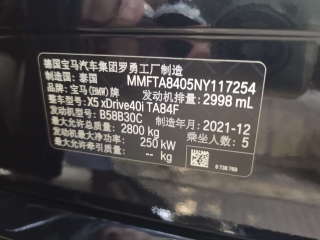 德国宝马汽车集团罗勇工厂制造
制造国: 泰国 MMFTA8405NY117254
品牌: 宝马 (BMW) 牌 发动机排量: 2998 mL
整车型号: X5 xDrive40i TA84F
发动机型号: B58B30C 制造年月: 2021-12
最大允许总质量: 2800 kg 乘坐人数: 5
发动机最大净功率: 250 kW
最大允许牵引质量: - kg